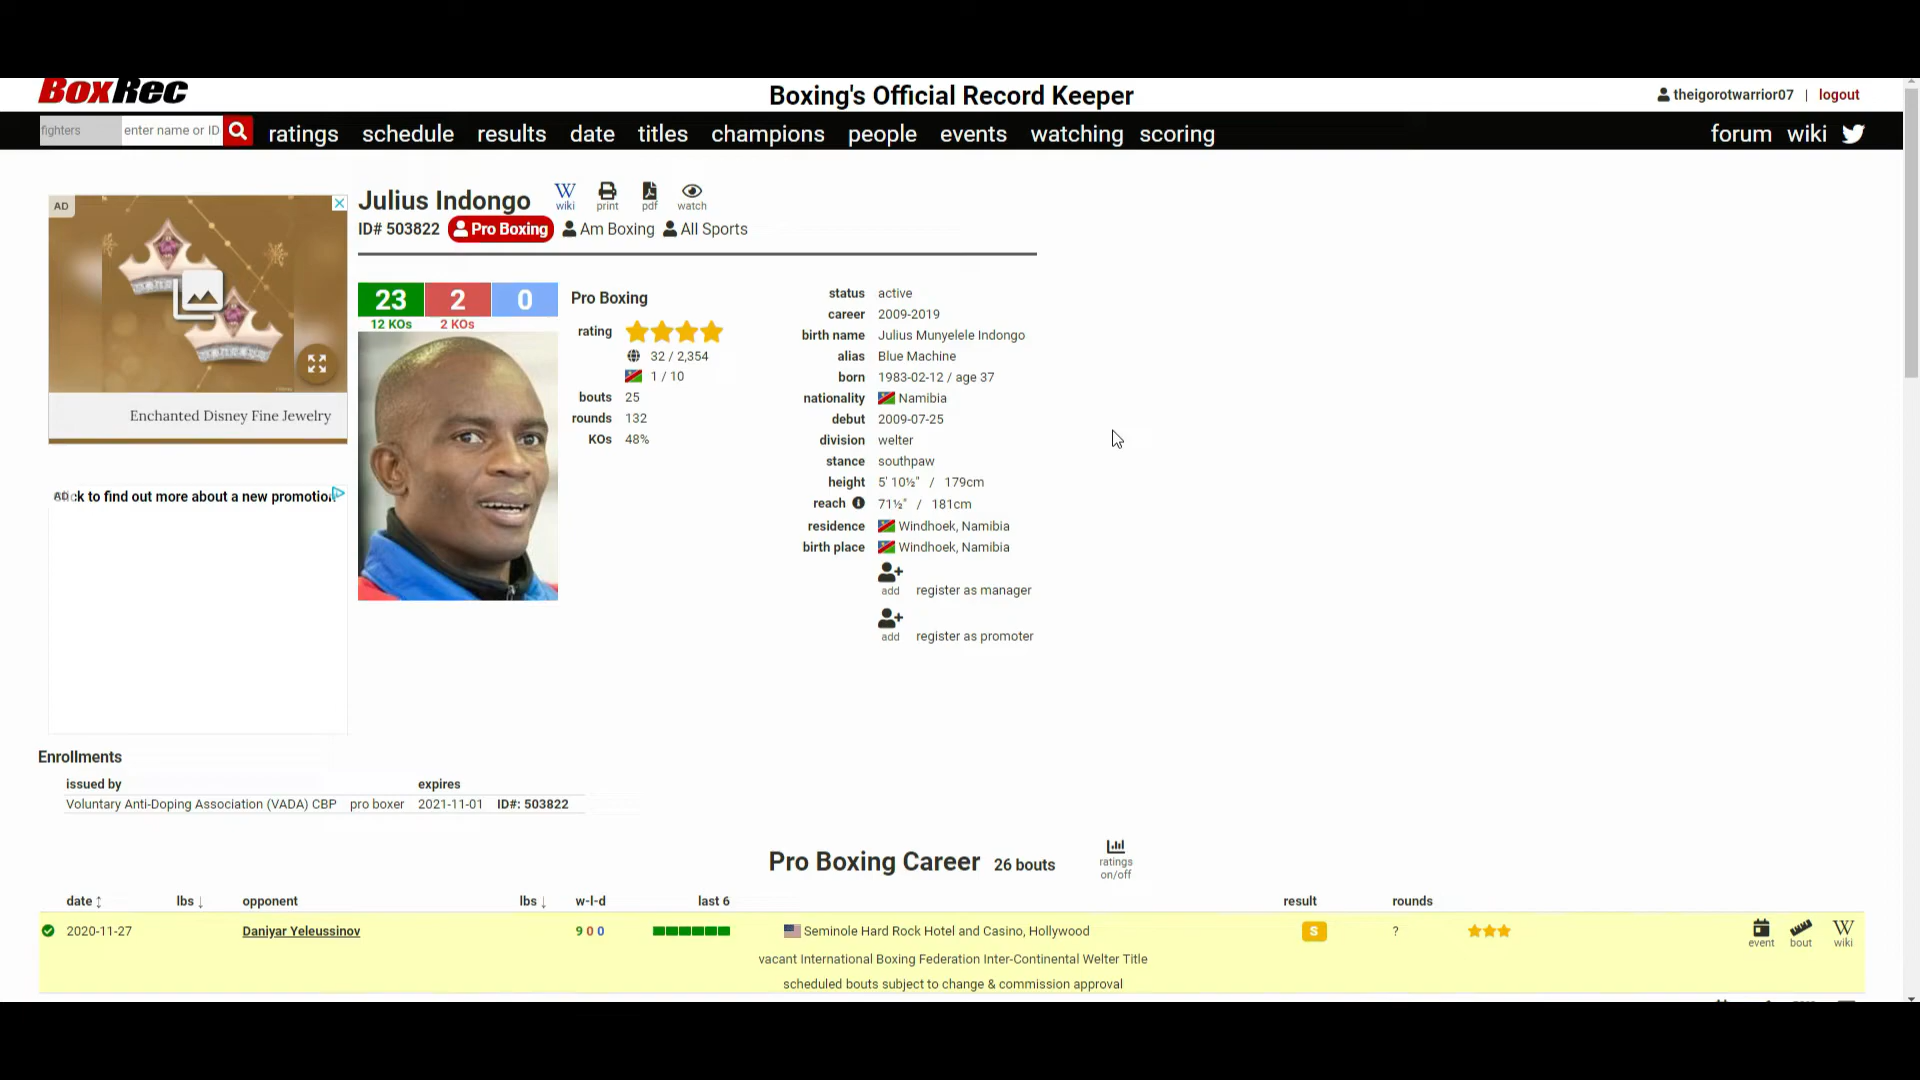 BoxRec
Boxing's Official Record Keeper
theigorotwarrior07 | logout
fighters enter name or ID ratings schedule results date titles champions people events watching scoring forum wiki
AD
Enchanted Disney Fine Jewelry
ck to find out more about a new promotion
Julius Indongo
wiki print pdf watch
ID# 503822 Pro Boxing Am Boxing All Sports
23 2 0
12 KOs 2 KOs
Pro Boxing
rating
32 / 2,354
1 / 10
bouts 25
rounds 132
KOs 48%
status active
career 2009-2019
birth name Julius Munyelele Indongo
alias Blue Machine
born 1983-02-12 / age 37
nationality Namibia
debut 2009-07-25
division welter
stance southpaw
height 5' 10½" / 179cm
reach 71½" / 181cm
residence Windhoek, Namibia
birth place Windhoek, Namibia
add register as manager
add register as promoter
Enrollments
issued by expires
Voluntary Anti-Doping Association (VADA) CBP pro boxer 2021-11-01 ID#: 503822
Pro Boxing Career 26 bouts
ratings
on/off
date lbs opponent lbs w-l-d last 6 result rounds
2020-11-27 Daniyar Yeleussinov 9 0 0 Seminole Hard Rock Hotel and Casino, Hollywood S ? event bout wiki
vacant International Boxing Federation Inter-Continental Welter Title
scheduled bouts subject to change & commission approval